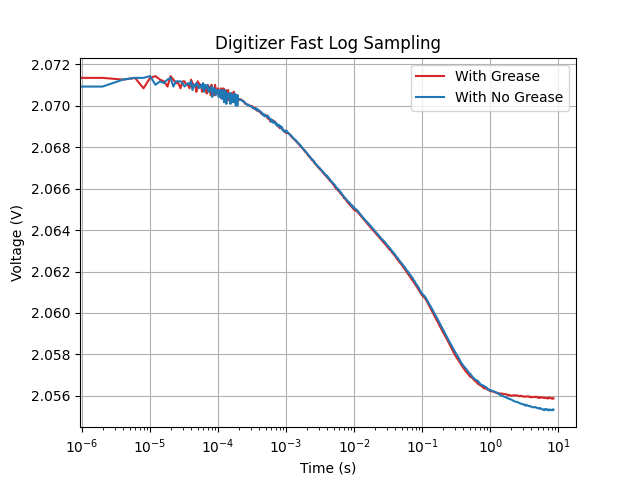 Digitizer Fast Log Sampling
With Grease
With No Grease
Voltage (V)
2.072
2.070
2.068
2.066
2.064
2.062
2.060
2.058
2.056
10⁻⁶ 10⁻⁵ 10⁻⁴ 10⁻³ 10⁻² 10⁻¹ 10⁰ 10¹
Time (s)